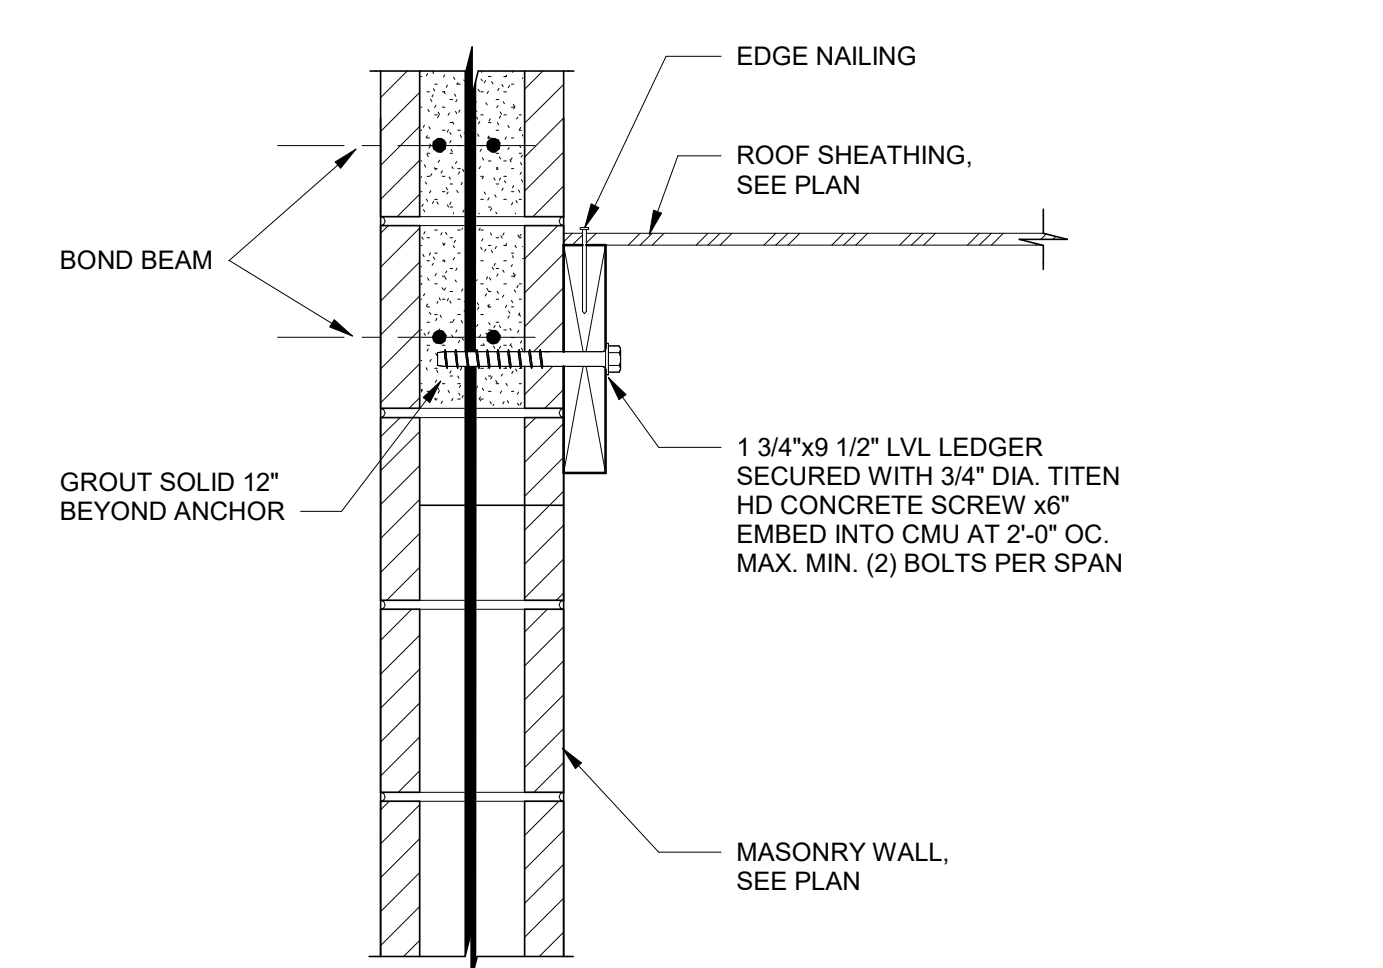 EDGE NAILING
ROOF SHEATHING,
SEE PLAN
BOND BEAM
GROUT SOLID 12"
BEYOND ANCHOR
1 3/4"x9 1/2" LVL LEDGER
SECURED WITH 3/4" DIA. TITEN
HD CONCRETE SCREW x6"
EMBED INTO CMU AT 2'-0" OC.
MAX. MIN. (2) BOLTS PER SPAN
MASONRY WALL,
SEE PLAN